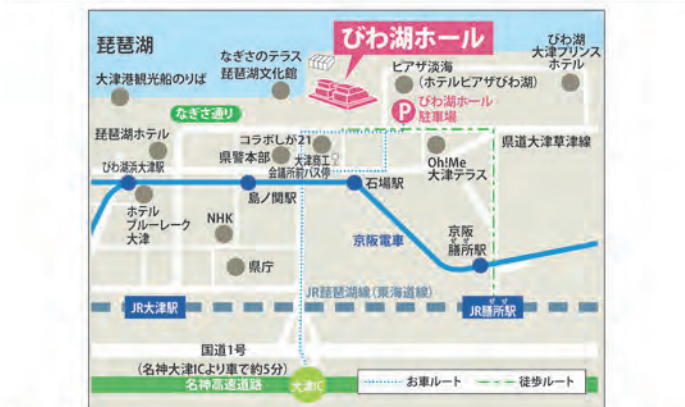 琵琶湖
なぎさのテラス
琵琶湖文化館
大津港観光船のりば
びわ湖ホール
ピアザ淡海
(ホテルピアザびわ湖)
びわ湖
大津プリンス
ホテル
なぎさ通り
P
びわ湖ホール
駐車場
琵琶湖ホテル
コラボしが21
県警本部
大津商工
会議所前バス停
Oh!Me
大津テラス
県道大津草津線
びわ湖浜大津駅
島ノ関駅
石場駅
ホテル
ブルーレーク
大津
NHK
県庁
京阪電車
京阪
膳所駅
ぜぜ
JR琵琶湖線(東海道線)
JR大津駅
JR膳所駅
ぜぜ
国道1号
(名神大津ICより車で約5分)
名神高速道路
大津IC
お車ルート
徒歩ルート